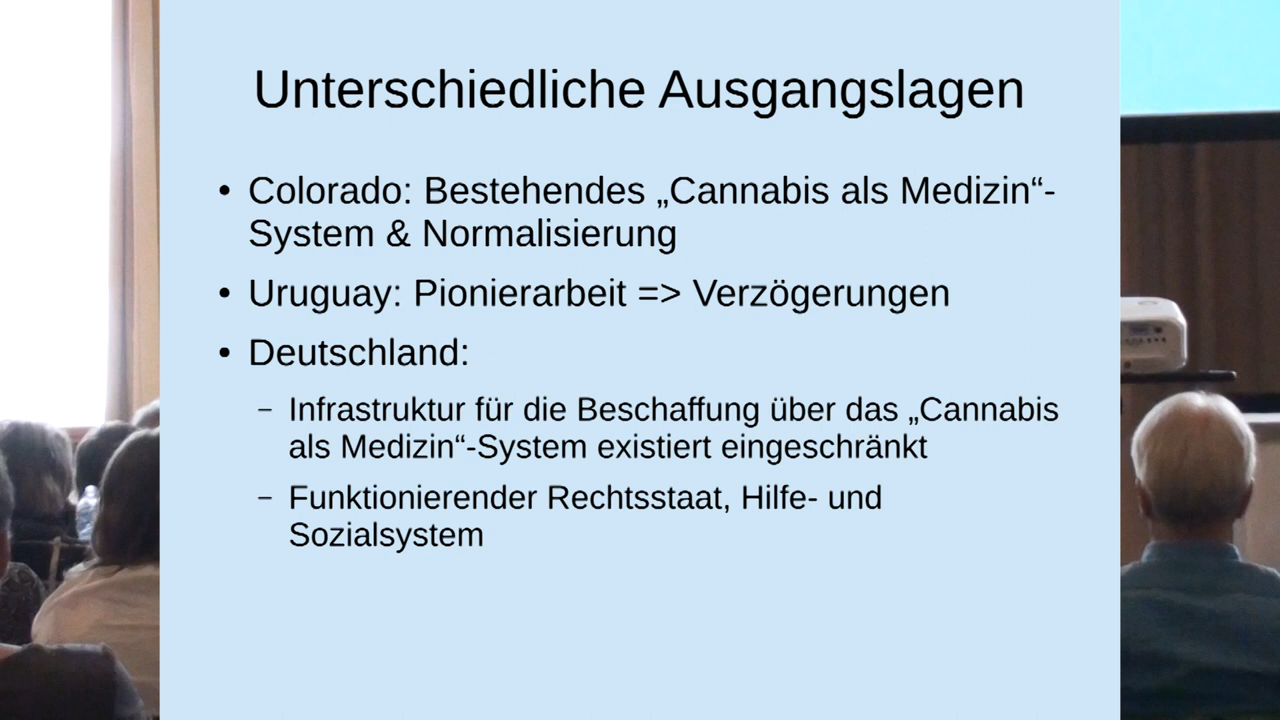 Unterschiedliche Ausgangslagen
• Colorado: Bestehendes „Cannabis als Medizin“-
System & Normalisierung
• Uruguay: Pionierarbeit => Verzögerungen
• Deutschland:
– Infrastruktur für die Beschaffung über das „Cannabis
als Medizin“-System existiert eingeschränkt
– Funktionierender Rechtsstaat, Hilfe- und
Sozialsystem